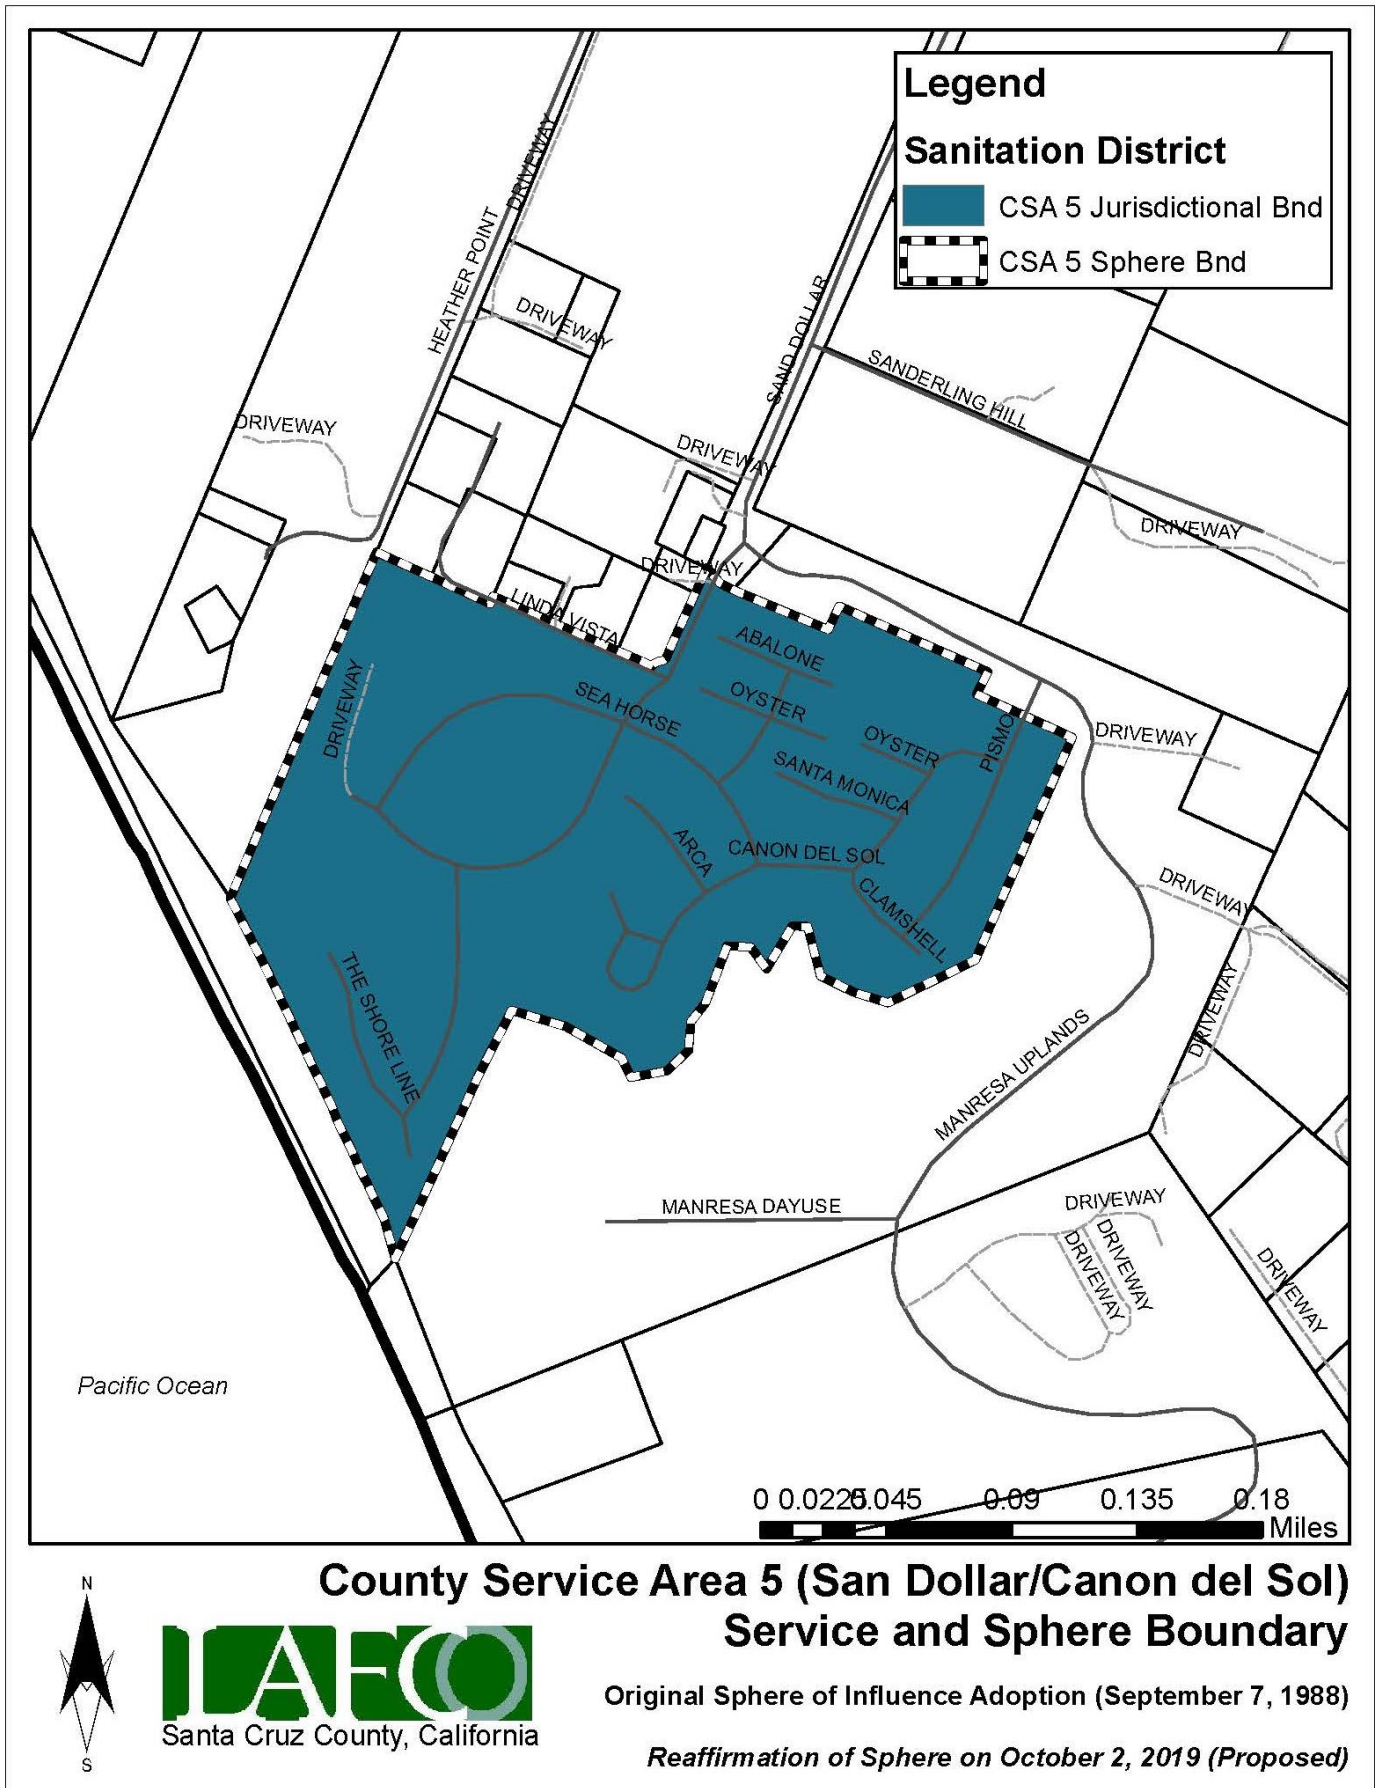 Legend
Sanitation District
CSA 5 Jurisdictional Bnd
CSA 5 Sphere Bnd
DRIVEWAY
HEATHER POINT
DRIVEWAY
SAND DOLLAR
SANDERLING HILL
DRIVEWAY
DRIVEWAY
DRIVEWAY
DRIVEWAY
LINDA VISTA
ABALONE
DRIVEWAY
SEA HORSE
OYSTER
OYSTER
PISMO
DRIVEWAY
SANTA MONICA
ARCA
CANON DEL SOL
CLAMSHELL
DRIVEWAY
THE SHORE LINE
DRIVEWAY
MANRESA UPLANDS
MANRESA DAYUSE
DRIVEWAY
DRIVEWAY
DRIVEWAY
DRIVEWAY
Pacific Ocean
0 0.0225 0.045 0.09 0.135 0.18
Miles
County Service Area 5 (San Dollar/Canon del Sol)
Service and Sphere Boundary
N
S
LAFCO
Santa Cruz County, California
Original Sphere of Influence Adoption (September 7, 1988)
Reaffirmation of Sphere on October 2, 2019 (Proposed)